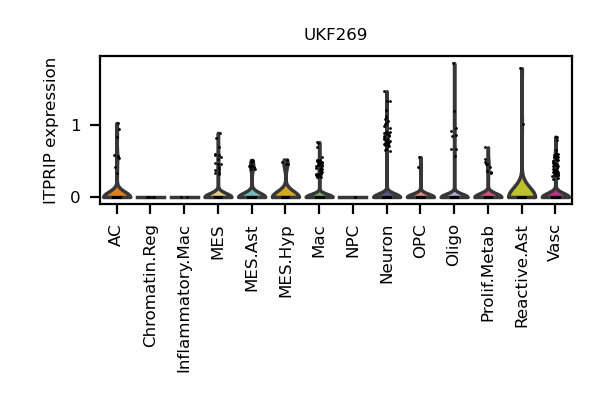 UKF269
ITPRIP expression
1
0
AC
Chromatin.Reg
Inflammatory.Mac
MES
MES.Ast
MES.Hyp
Mac
NPC
Neuron
OPC
Oligo
Prolif.Metab
Reactive.Ast
Vasc